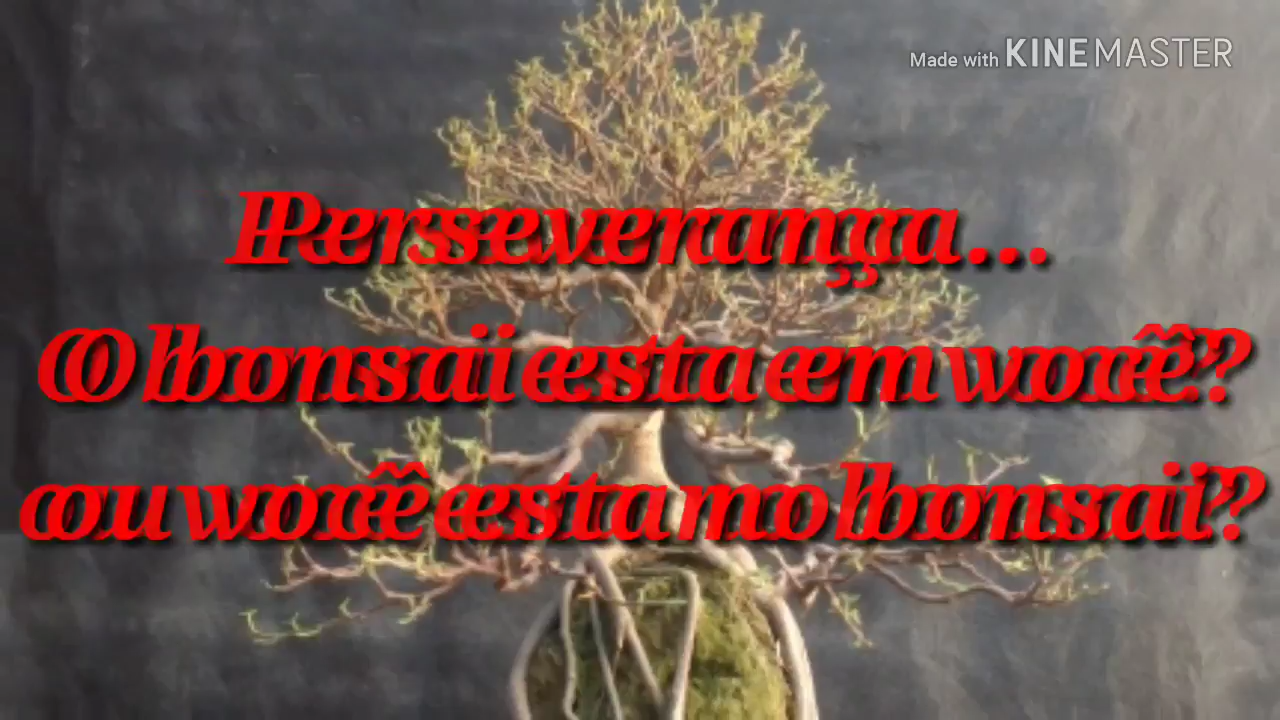 Made with KINEMASTER
Perseverança...
O bonsai esta em você?
ou você esta no bonsai?